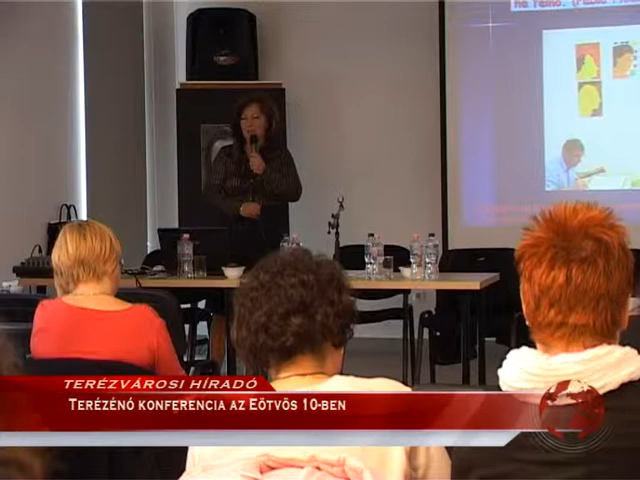 TERÉZVÁROSI HÍRADÓ
TERÉZÉNÓ KONFERENCIA AZ EÖTVÖS 10-BEN